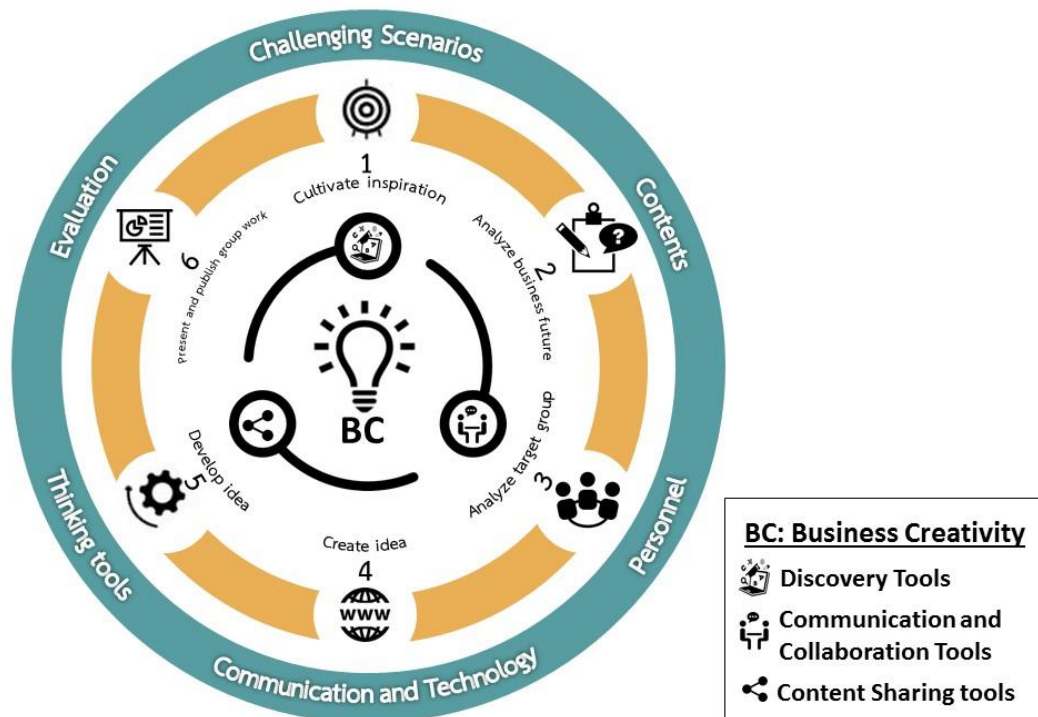 Challenging Scenarios
Contents
Personnel
Communication and Technology
Thinking tools
Evaluation
1
Cultivate inspiration
2
Analyze business future
3
Analyze target group
Create idea
4
WWW
5
Develop idea
6
Present and publish group work
?
BC
BC: Business Creativity
Discovery Tools
Communication and
Collaboration Tools
Content Sharing tools